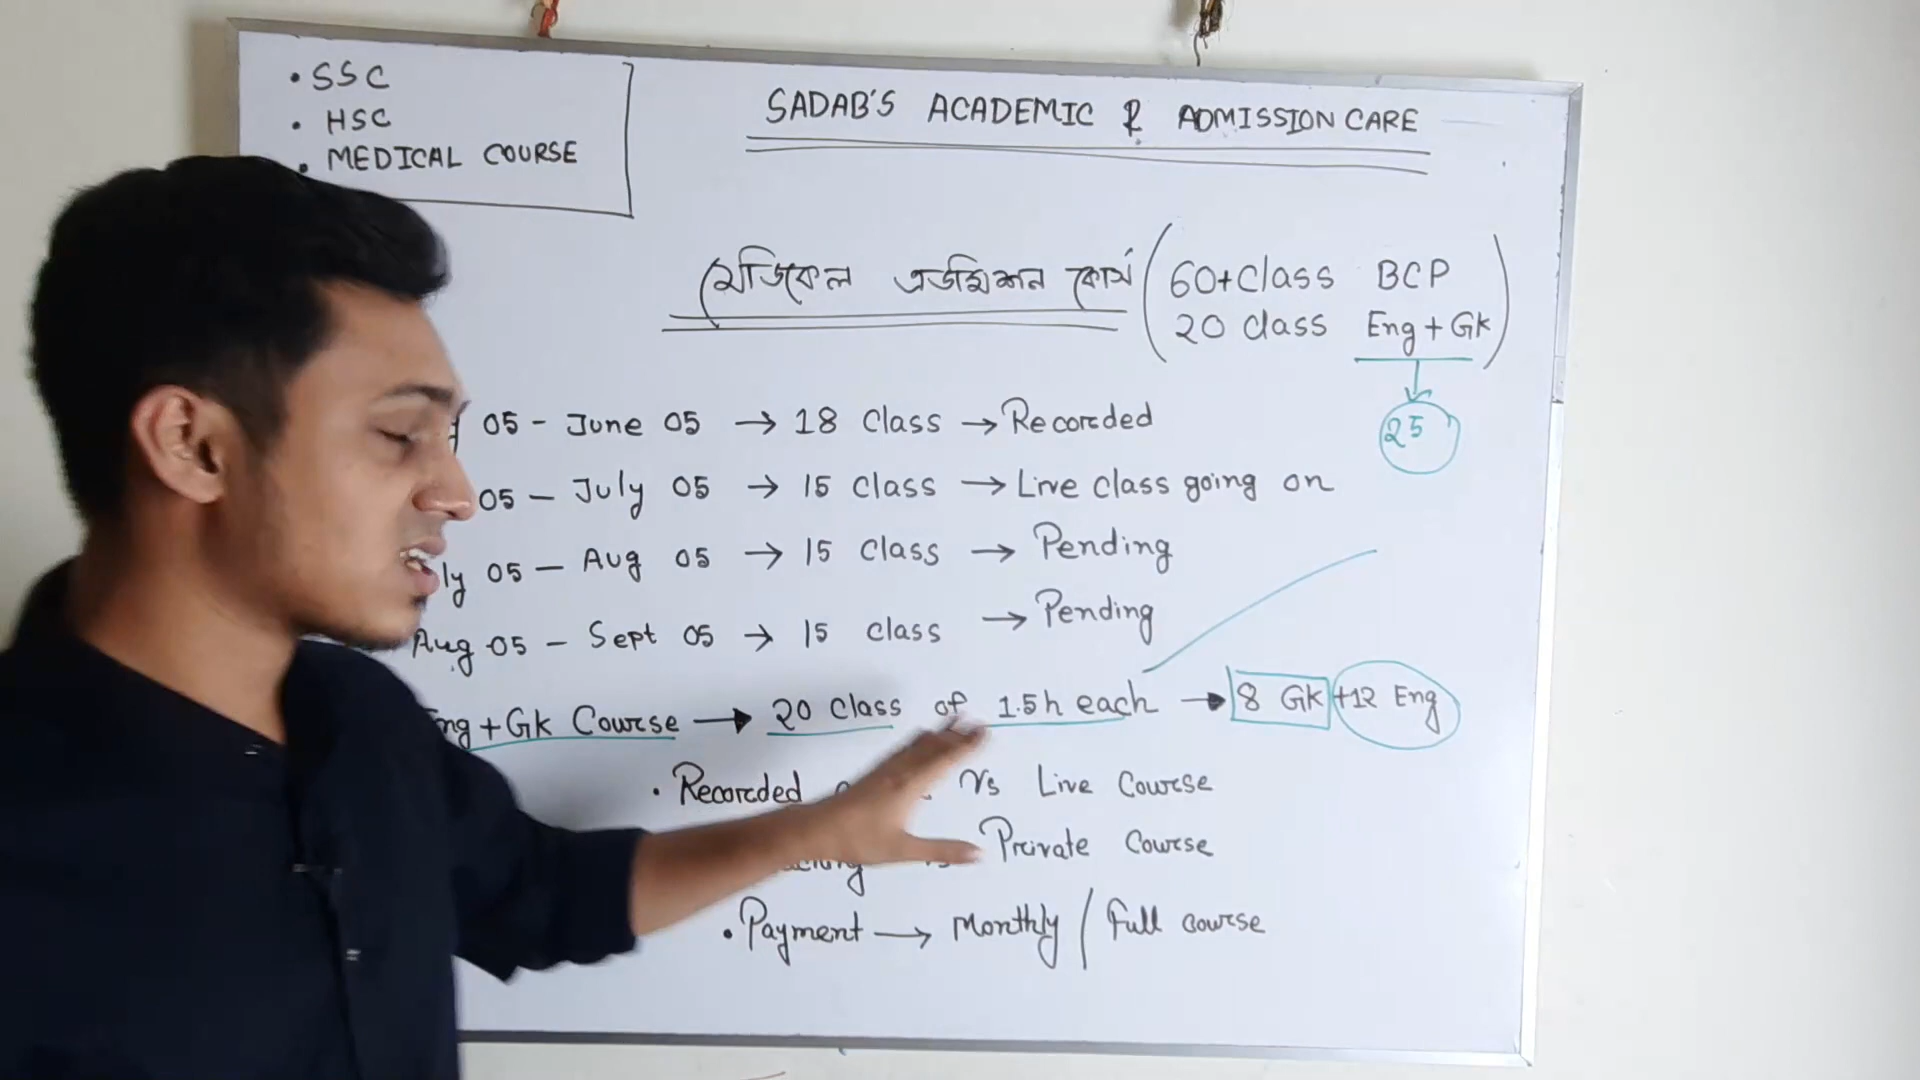 • SSC
• HSC
• MEDICAL COURSE
SADAB'S ACADEMIC & ADMISSION CARE
মেডিকেল এডমিশন কোর্স (60+Class BCP
20 Class Eng + Gk)
25
05 - June 05 → 18 Class → Recorded
05 - July 05 → 15 Class → Live class going on
ly 05 - Aug 05 → 15 Class → Pending
Aug 05 - Sept 05 → 15 Class → Pending
ng + Gk Course → 20 Class of 1.5h each → 8 Gk +12 Eng
• Recorded Vs Live Course
Private Course
• Payment → Monthly / Full course